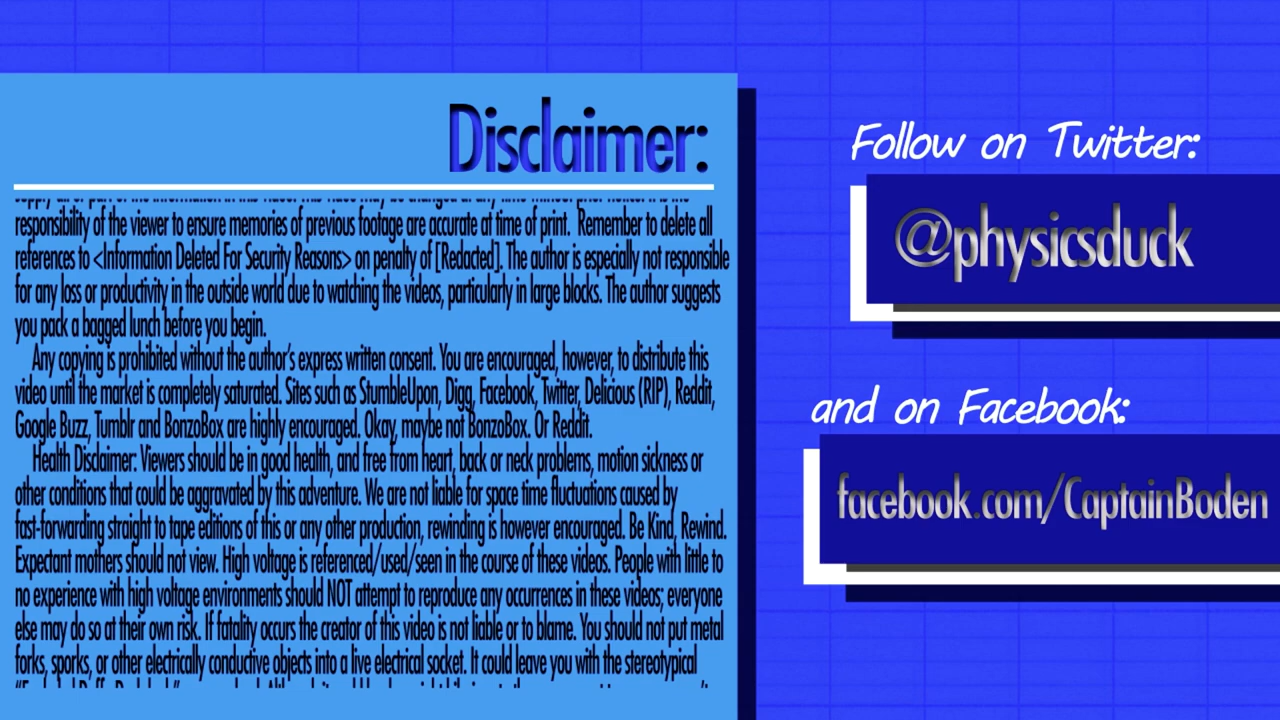 Disclaimer:
responsibility of the viewer to ensure memories of previous footage are accurate at time of print.  Remember to delete all
references to <Information Deleted For Security Reasons> on penalty of [Redacted]. The author is especially not responsible
for any loss or productivity in the outside world due to watching the videos, particularly in large blocks. The author suggests
you pack a bagged lunch before you begin.
Any copying is prohibited without the author's express written consent. You are encouraged, however, to distribute this
video until the market is completely saturated. Sites such as StumbleUpon, Digg, Facebook, Twitter, Delicious (RIP), Reddit,
Google Buzz, Tumblr and BonzoBox are highly encouraged. Okay, maybe not BonzoBox. Or Reddit.
Health Disclaimer: Viewers should be in good health, and free from heart, back or neck problems, motion sickness or
other conditions that could be aggravated by this adventure. We are not liable for space time fluctuations caused by
fast-forwarding straight to tape editions of this or any other production, rewinding is however encouraged. Be Kind, Rewind.
Expectant mothers should not view. High voltage is referenced/used/seen in the course of these videos. People with little to
no experience with high voltage environments should NOT attempt to reproduce any occurrences in these videos; everyone
else may do so at their own risk. If fatality occurs the creator of this video is not liable or to blame. You should not put metal
forks, sporks, or other electrically conductive objects into a live electrical socket. It could leave you with the stereotypical
Follow on Twitter:
@physicsduck
and on Facebook:
facebook.com/CaptainBoden